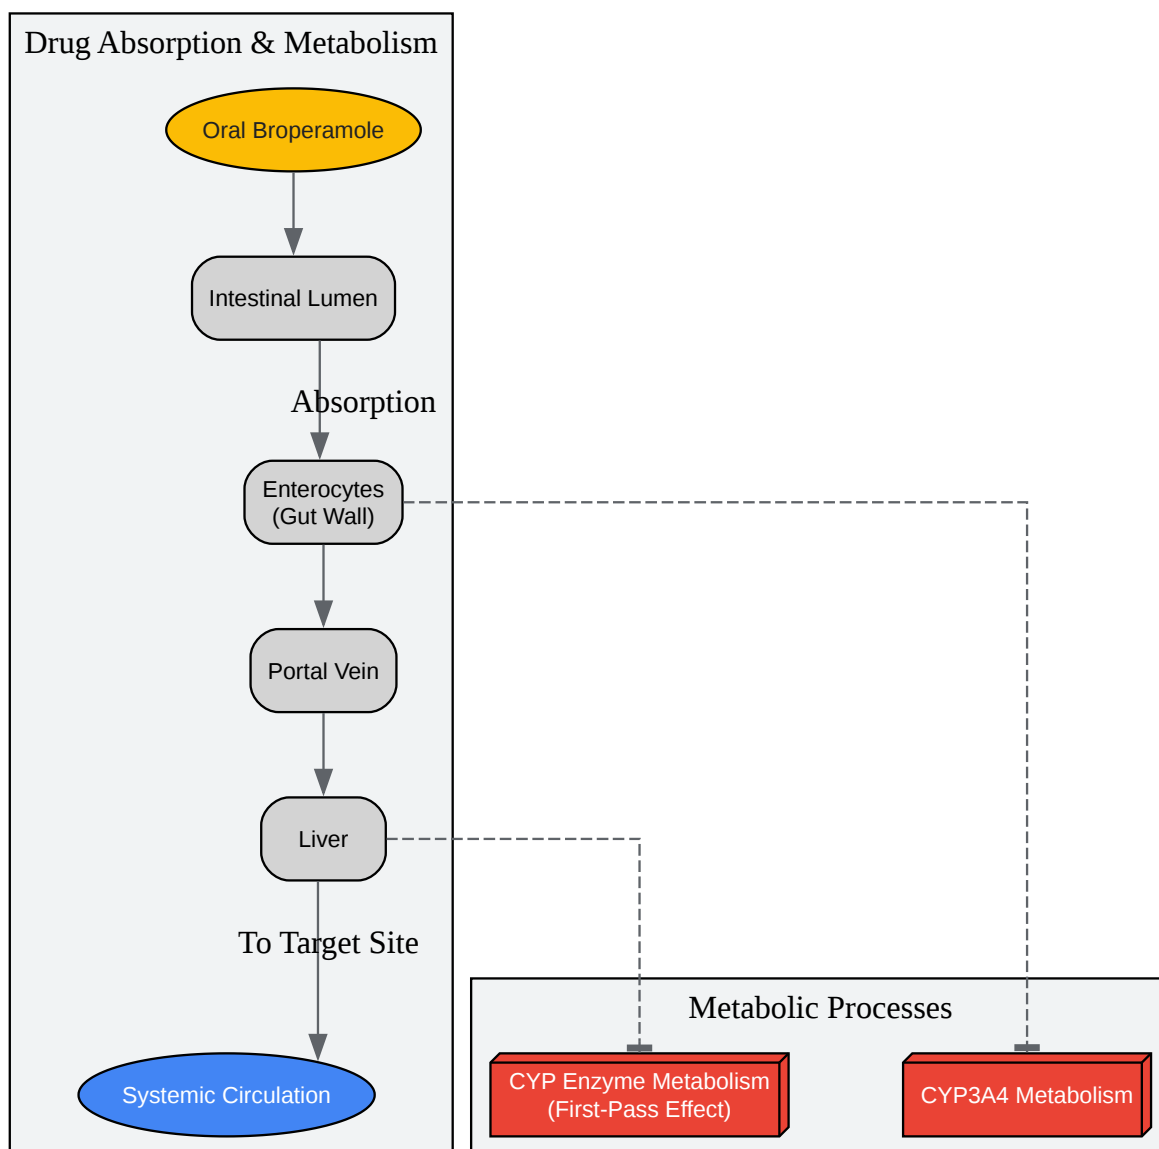 Drug Absorption & Metabolism
Oral Broperamole
Intestinal Lumen
Absorption
Enterocytes
(Gut Wall)
Portal Vein
Liver
To Target Site
Systemic Circulation
Metabolic Processes
CYP Enzyme Metabolism
(First-Pass Effect)
CYP3A4 Metabolism